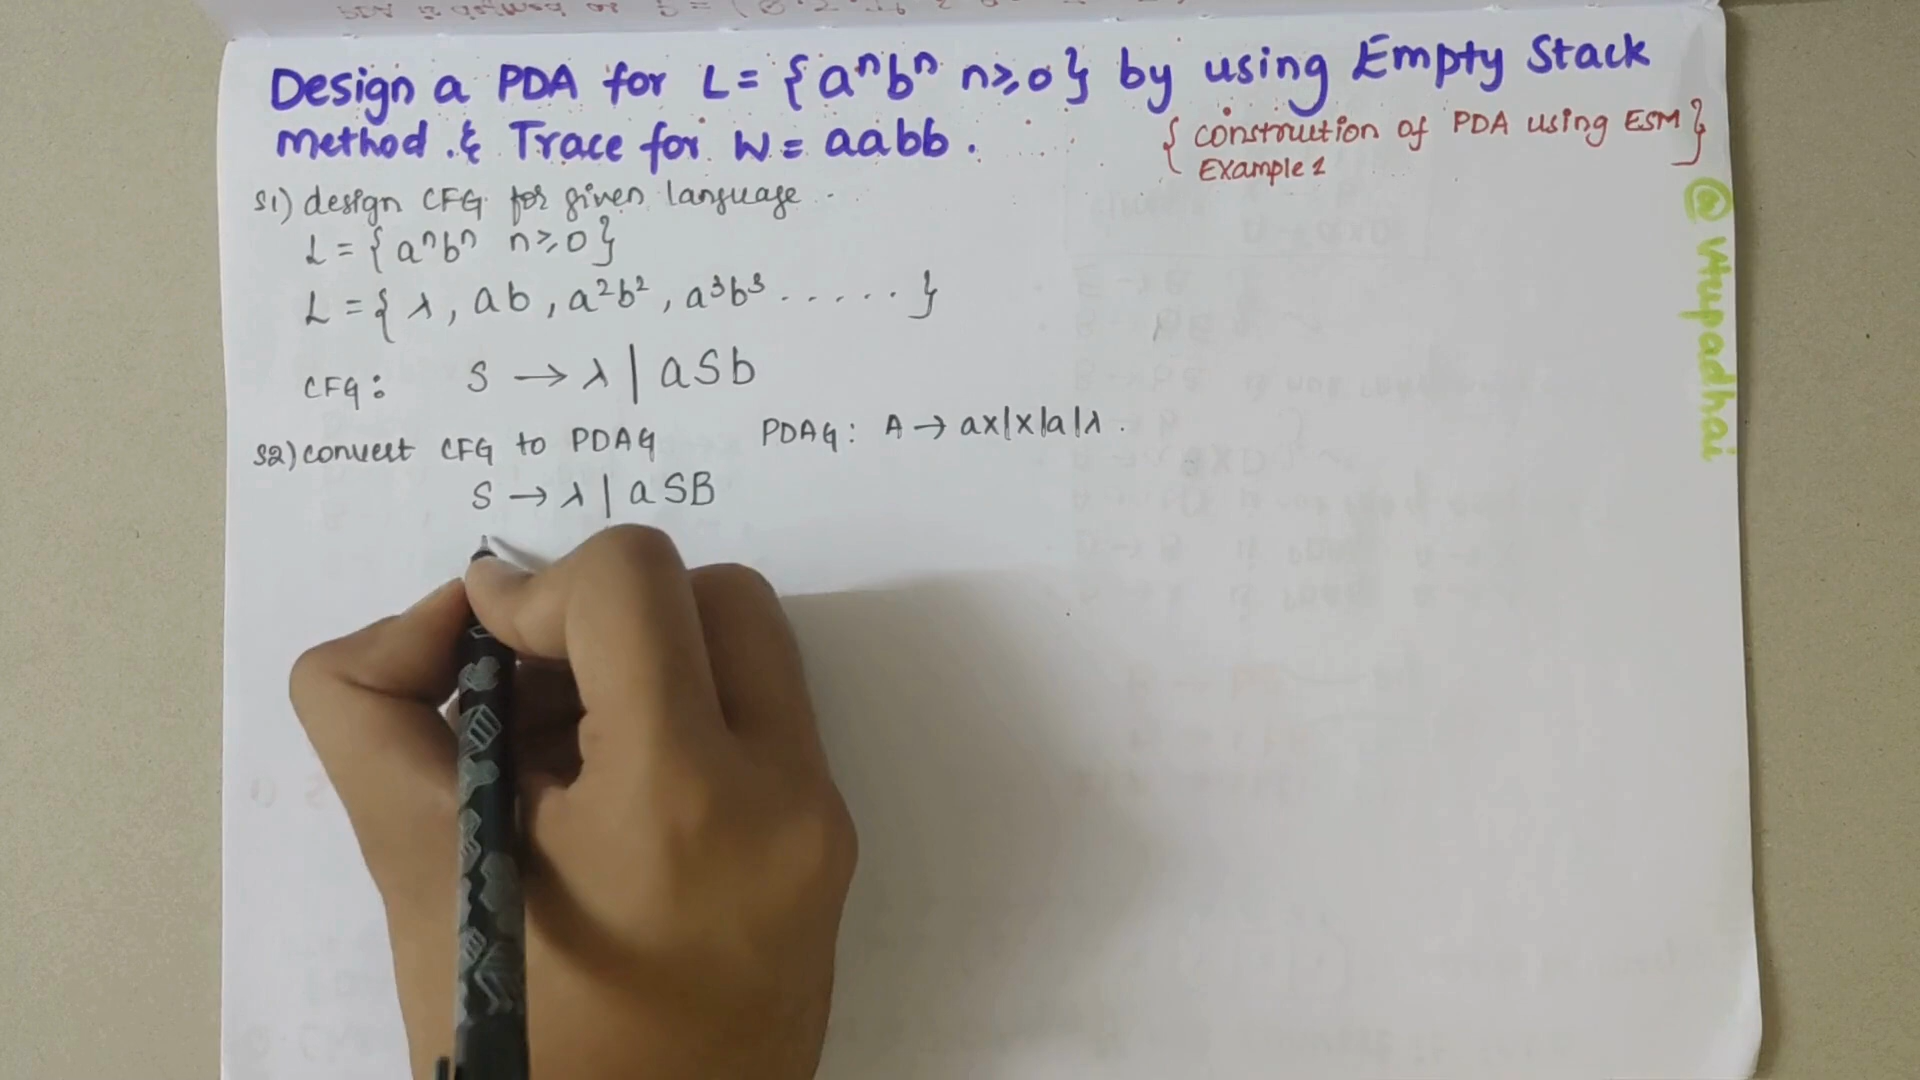 Design a PDA for L = {aⁿbⁿ n≥0} by using Empty Stack
Method. & Trace for W = aabb.
{construction of PDA using ESM}
Example 1
S1) design CFG for given language.
L = {aⁿbⁿ n≥0}
L = {λ, ab, a²b², a³b³......}
CFG: S → λ | aSb
S2) convert CFG to PDAG PDAG: A → ax|x|a|λ.
S → λ | aSB
@vtupadhai